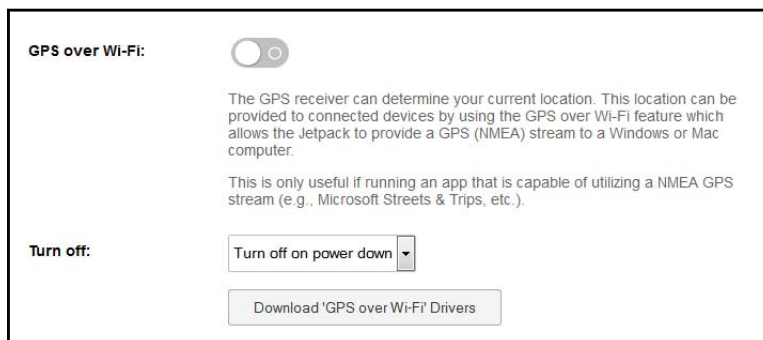 GPS over Wi-Fi:
The GPS receiver can determine your current location. This location can be
provided to connected devices by using the GPS over Wi-Fi feature which
allows the Jetpack to provide a GPS (NMEA) stream to a Windows or Mac
computer.
This is only useful if running an app that is capable of utilizing a NMEA GPS
stream (e.g., Microsoft Streets & Trips, etc.).
Turn off:
Turn off on power down
Download 'GPS over Wi-Fi' Drivers